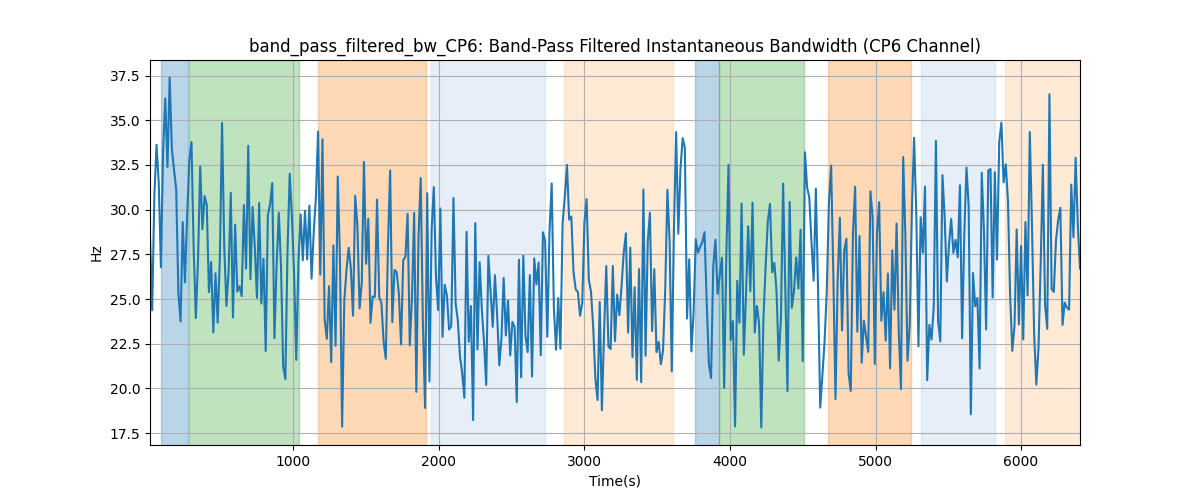 band_pass_filtered_bw_CP6: Band-Pass Filtered Instantaneous Bandwidth (CP6 Channel)
37.5
35.0
32.5
30.0
27.5
25.0
22.5
20.0
17.5
Hz
1000 2000 3000 4000 5000 6000
Time(s)